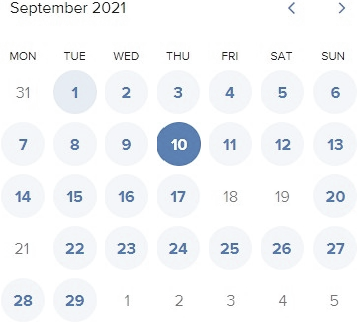 September 2021
MON TUE WED THU FRI SAT SUN
31 1 2 3 4 5 6
7 8 9 10 11 12 13
14 15 16 17 18 19 20
21 22 23 24 25 26 27
28 29 1 2 3 4 5